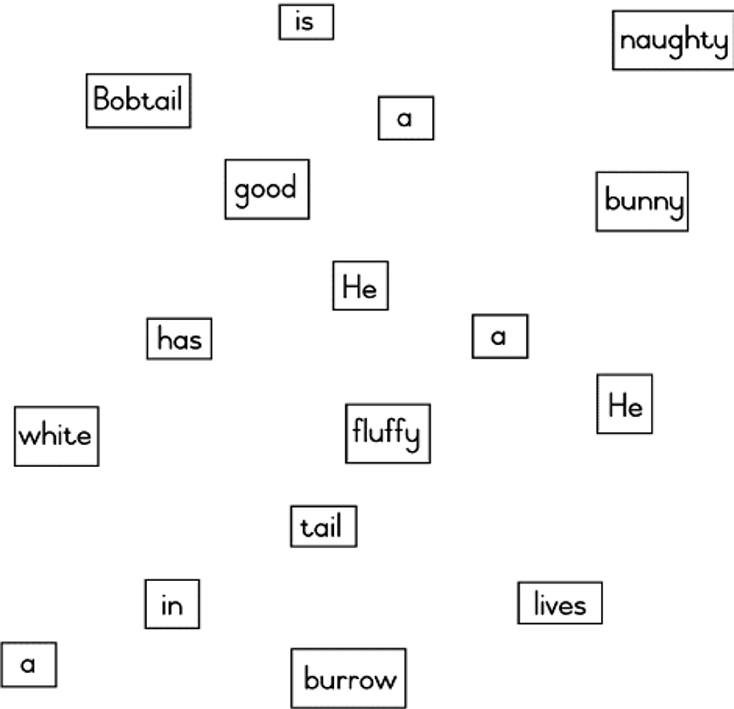 is
naughty
Bobtail
a
good
bunny
He
has
a
He
white
fluffy
tail
in
lives
a
burrow